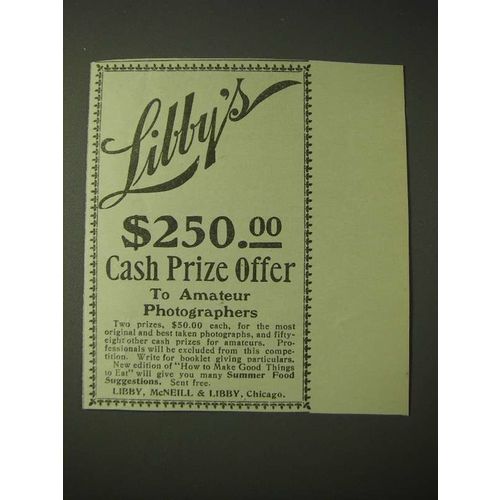 Libby's
$250.00
Cash Prize Offer
To Amateur
Photographers
Two prizes, $50.00 each, for the most
original and best taken photographs, and fifty-
eight other cash prizes for amateurs. Pro-
fessionals will be excluded from this compe-
tition. Write for booklet giving particulars.
New edition of "How to Make Good Things
to Eat" will give you many Summer Food
Suggestions. Sent free.
LIBBY, McNEILL & LIBBY, Chicago.